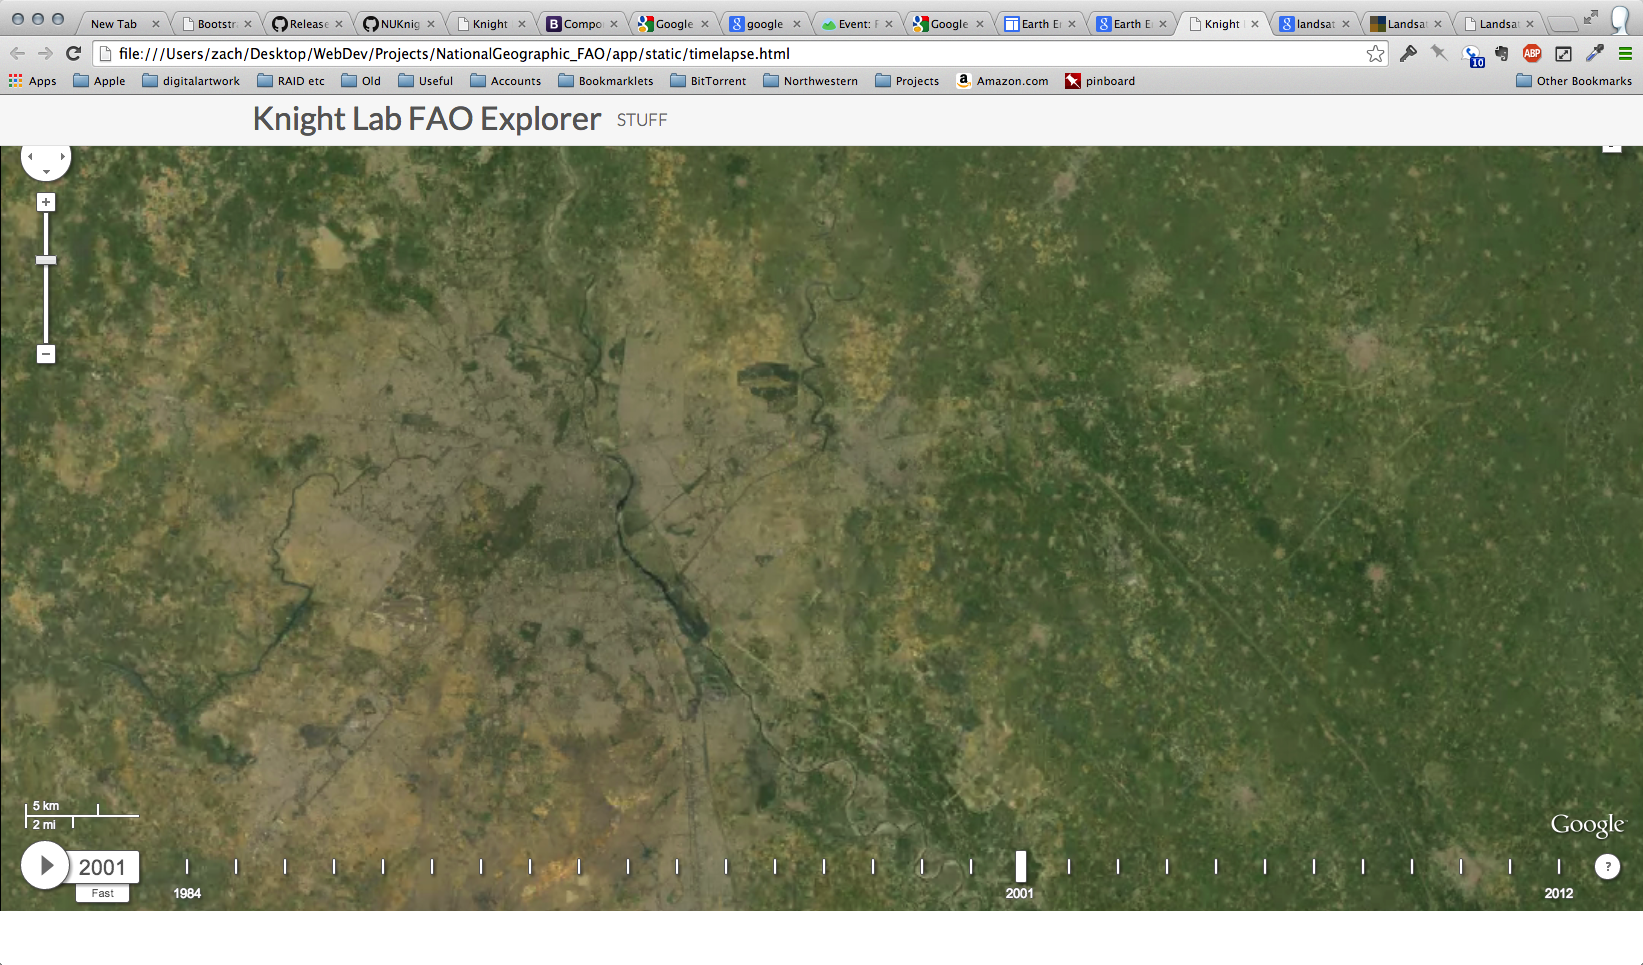 New Tab
Bootstr
Release
NUKnig
Knight
Compo
Google
google
Event: F
Google
Earth E
Earth E
Knight
landsat
Landsa
Landsa
file:///Users/zach/Desktop/WebDev/Projects/NationalGeographic_FAO/app/static/timelapse.html
10
ABP
Apps
Apple
digitalartwork
RAID etc
Old
Useful
Accounts
Bookmarklets
BitTorrent
Northwestern
Projects
Amazon.com
pinboard
Other Bookmarks
Knight Lab FAO Explorer STUFF
5 km
2 mi
Google
2001
Fast
1984
2001
2012
?